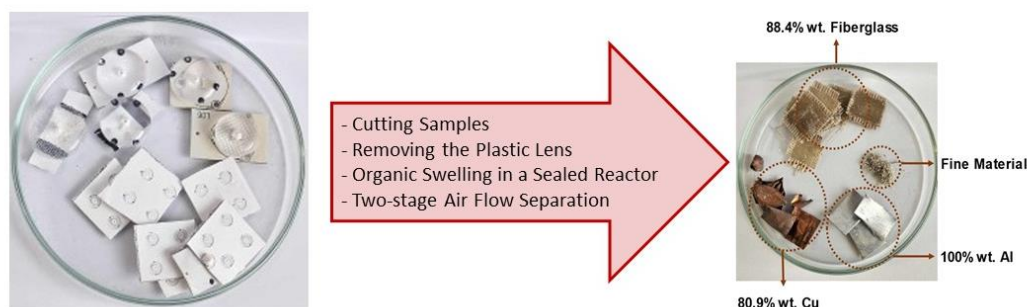 88.4% wt. Fiberglass
- Cutting Samples
- Removing the Plastic Lens
- Organic Swelling in a Sealed Reactor
- Two-stage Air Flow Separation
Fine Material
100% wt. Al
80.9% wt. Cu